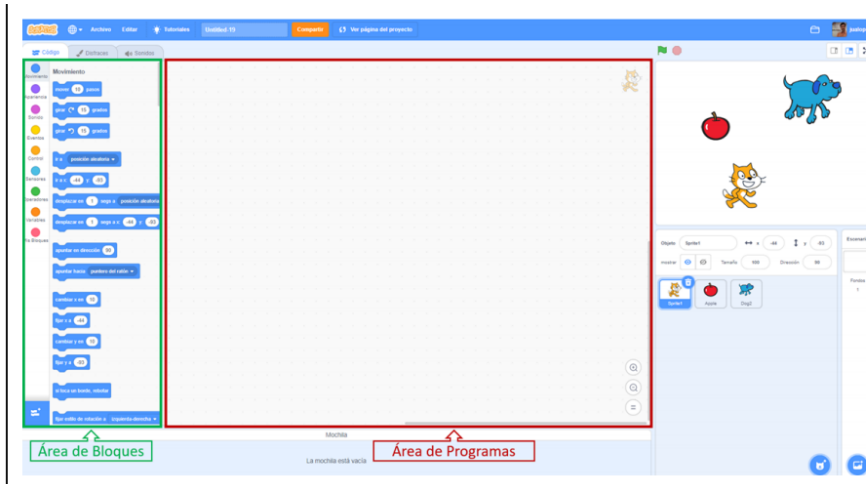 SCRATCH
Archivo Editar Tutoriales Untitled-19 Compartir Ver página del proyecto
Código Disfraces Sonidos
Movimiento
Movimiento
mover 10 pasos
Apariencia
girar 15 grados
Sonido
girar 15 grados
Eventos
Control
ir a posición aleatoria
Sensores
ir a x: -44 y: -83
Operadores
deslizar en 1 segs a posición aleatoria
Variables
deslizar en 1 segs a x: -44 y: -83
Mis Bloques
apuntar en dirección 90
apuntar hacia puntero del ratón
cambiar x en 10
fijar x a -44
cambiar y en 10
fijar y a -83
si toca un borde, rebotar
fijar estilo de rotación a izquierda-derecha
Objeto Sprite1 x -44 y -83
mostrar Tamaño 100 Dirección 90
Sprite1 Apple Dog2
Escenari
Fondos
1
Mochila
La mochila está vacía
Área de Bloques
Área de Programas